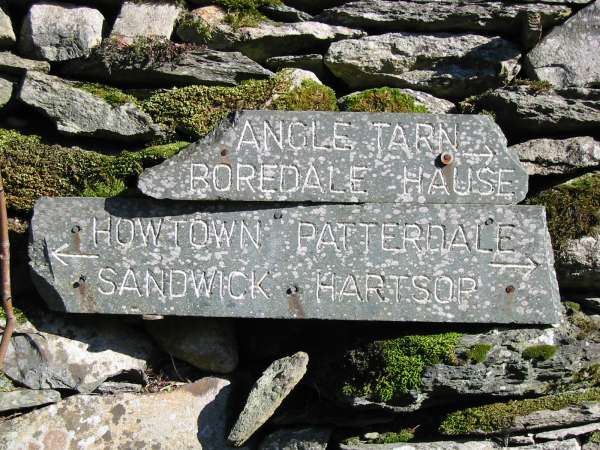 ANGLE TARN →
BOREDALE HAUSE
← HOWTOWN PATTERDALE
SANDWICK HARTSOP →